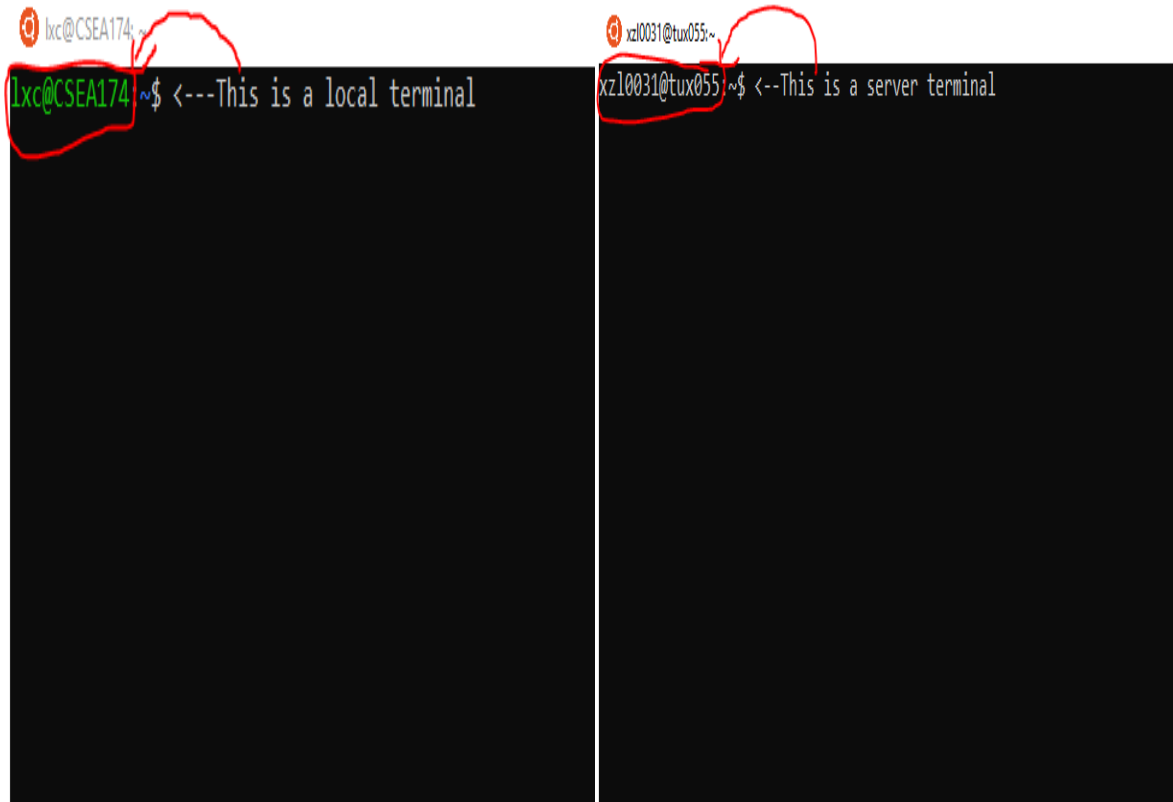 lxc@CSEA174: ~
lxc@CSEA174:~$ <---This is a local terminal
xzl0031@tux055:~
xzl0031@tux055:~$ <--This is a server terminal